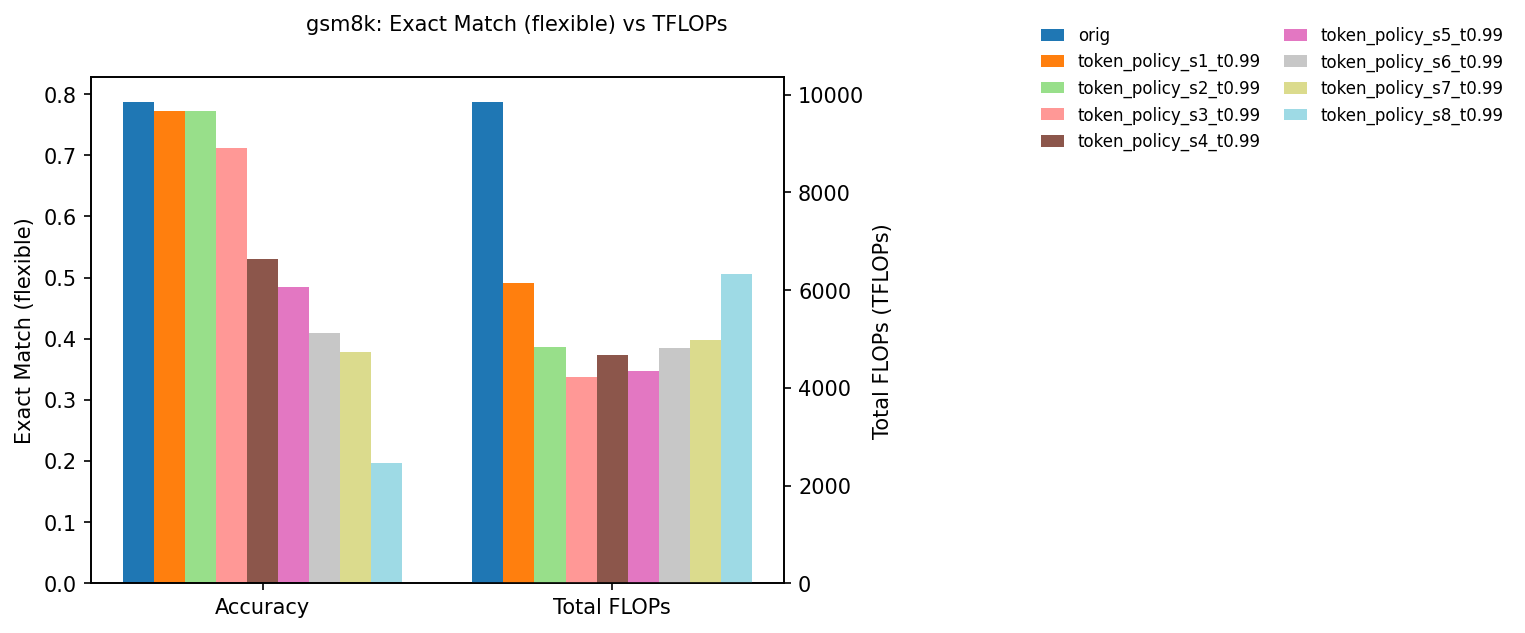 gsm8k: Exact Match (flexible) vs TFLOPs
orig
token_policy_s1_t0.99
token_policy_s2_t0.99
token_policy_s3_t0.99
token_policy_s4_t0.99
token_policy_s5_t0.99
token_policy_s6_t0.99
token_policy_s7_t0.99
token_policy_s8_t0.99
Exact Match (flexible)
0.8
0.7
0.6
0.5
0.4
0.3
0.2
0.1
0.0
Accuracy
Total FLOPs
10000
8000
6000
4000
2000
0
Total FLOPs (TFLOPs)